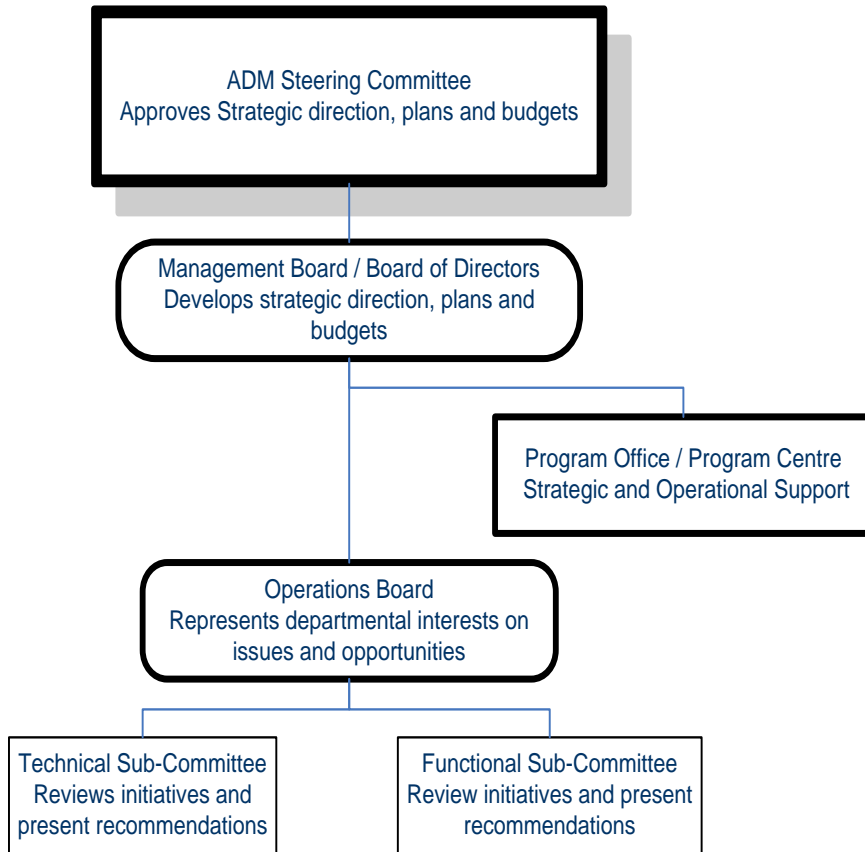 ADM Steering Committee
Approves Strategic direction, plans and budgets
Management Board / Board of Directors
Develops strategic direction, plans and
budgets
Program Office / Program Centre
Strategic and Operational Support
Operations Board
Represents departmental interests on
issues and opportunities
Technical Sub-Committee
Reviews initiatives and
present recommendations
Functional Sub-Committee
Review initiatives and present
recommendations